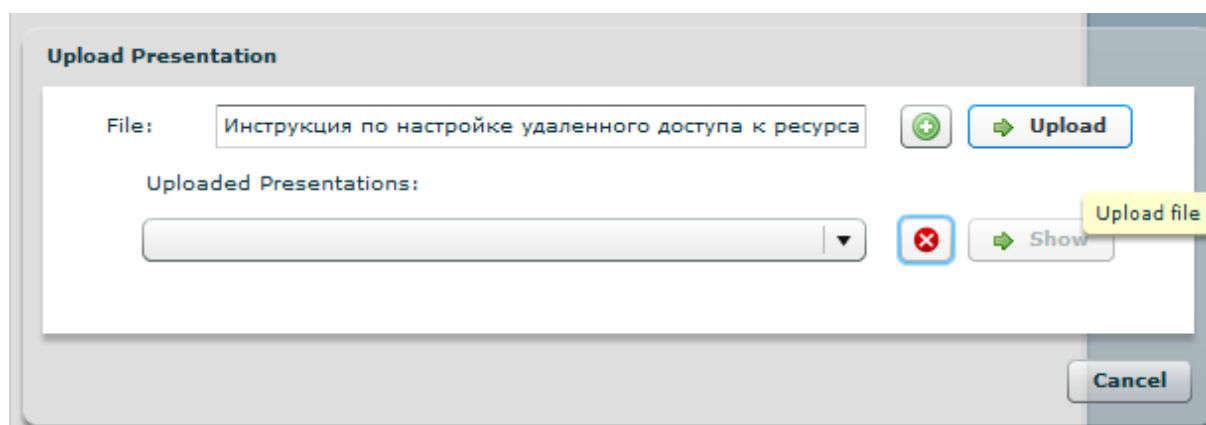 Upload Presentation
File: Инструкция по настройке удаленного доступа к ресурса Upload
Uploaded Presentations:
Upload file
Show
Cancel